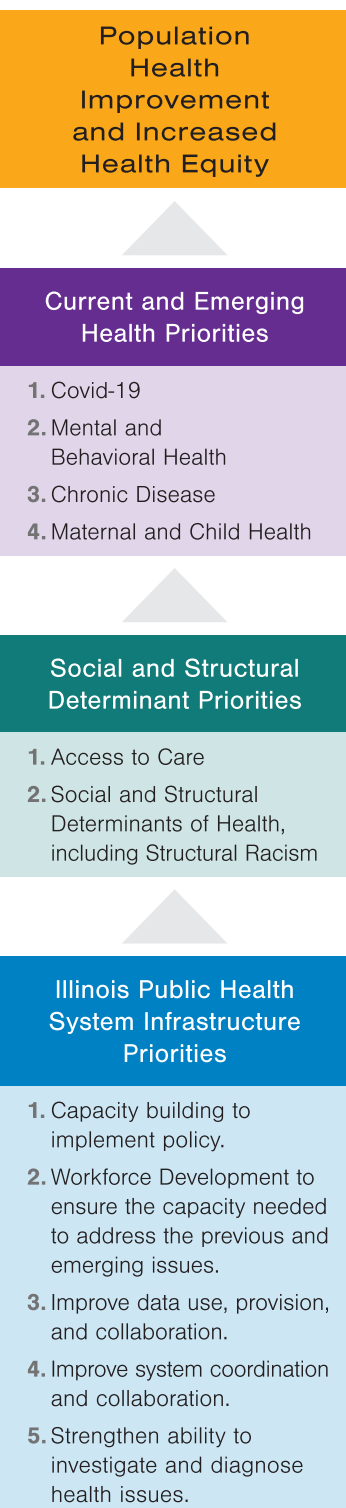 Population
Health
Improvement
and Increased
Health Equity
Current and Emerging
Health Priorities
1. Covid-19
2. Mental and
Behavioral Health
3. Chronic Disease
4. Maternal and Child Health
Social and Structural
Determinant Priorities
1. Access to Care
2. Social and Structural
Determinants of Health,
including Structural Racism
Illinois Public Health
System Infrastructure
Priorities
1. Capacity building to
implement policy.
2. Workforce Development to
ensure the capacity needed
to address the previous and
emerging issues.
3. Improve data use, provision,
and collaboration.
4. Improve system coordination
and collaboration.
5. Strengthen ability to
investigate and diagnose
health issues.